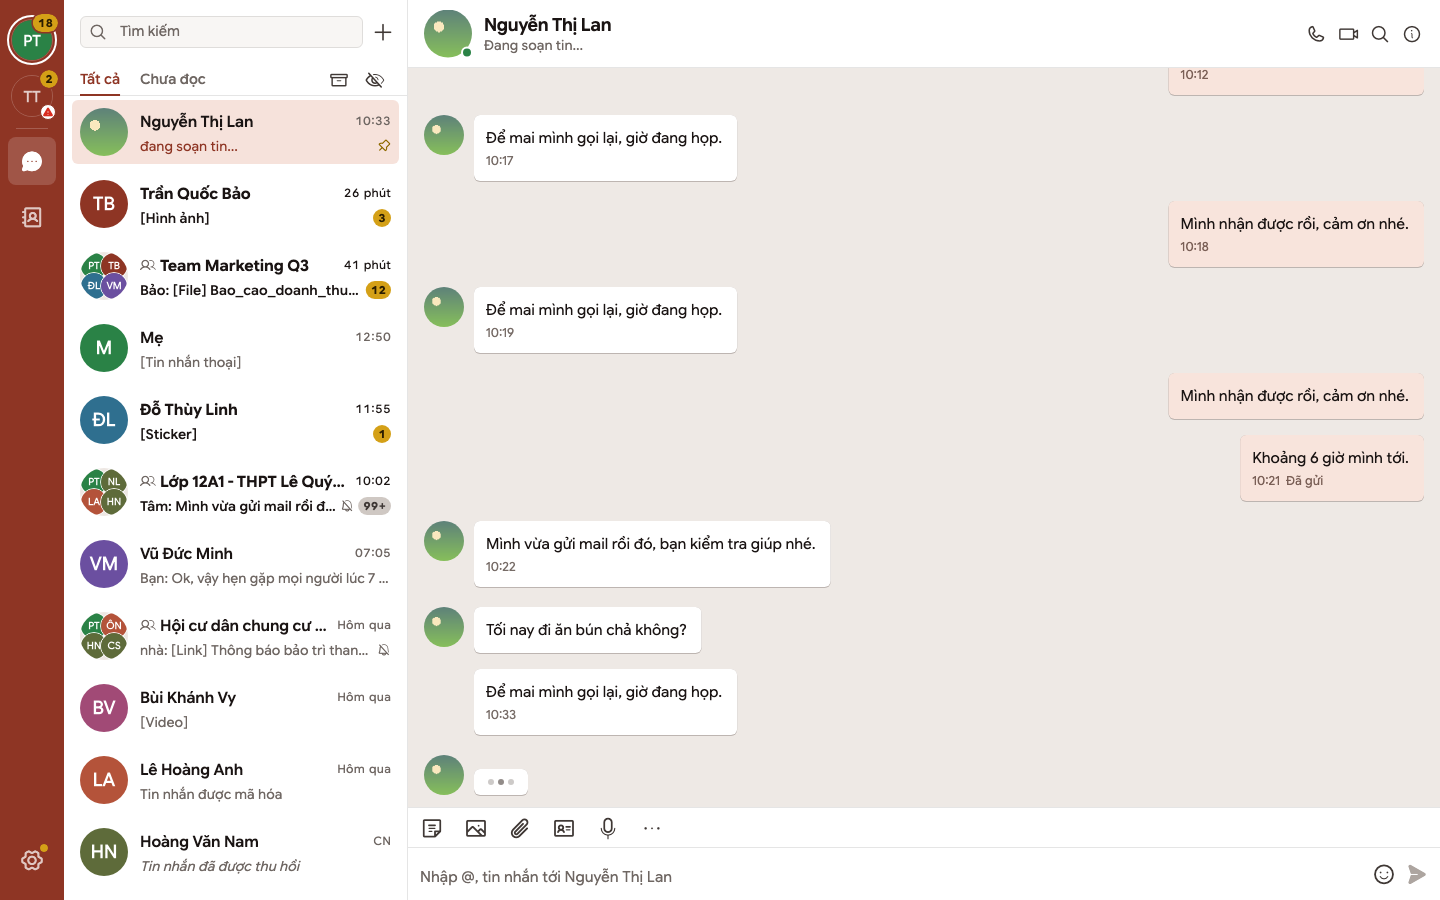 PT
18
TT
2
Tìm kiếm
Tất cả
Chưa đọc
Nguyễn Thị Lan
10:33
đang soạn tin...
TB
Trần Quốc Bảo
26 phút
[Hình ảnh]
3
PT
TB
ĐL
VM
Team Marketing Q3
41 phút
Bảo: [File] Bao_cao_doanh_thu...
12
M
Mẹ
12:50
[Tin nhắn thoại]
ĐL
Đỗ Thùy Linh
11:55
[Sticker]
1
PT
NL
LA
HN
Lớp 12A1 - THPT Lê Quý...
10:02
Tâm: Mình vừa gửi mail rồi đ...
99+
VM
Vũ Đức Minh
07:05
Bạn: Ok, vậy hẹn gặp mọi người lúc 7 ...
PT
ÔN
HN
CS
Hội cư dân chung cư ...
Hôm qua
nhà: [Link] Thông báo bảo trì than...
BV
Bùi Khánh Vy
Hôm qua
[Video]
LA
Lê Hoàng Anh
Hôm qua
Tin nhắn được mã hóa
HN
Hoàng Văn Nam
CN
Tin nhắn đã được thu hồi
Nguyễn Thị Lan
Đang soạn tin...
10:12
Để mai mình gọi lại, giờ đang họp.
10:17
Mình nhận được rồi, cảm ơn nhé.
10:18
Để mai mình gọi lại, giờ đang họp.
10:19
Mình nhận được rồi, cảm ơn nhé.
Khoảng 6 giờ mình tới.
10:21 Đã gửi
Mình vừa gửi mail rồi đó, bạn kiểm tra giúp nhé.
10:22
Tối nay đi ăn bún chả không?
Để mai mình gọi lại, giờ đang họp.
10:33
Nhập @, tin nhắn tới Nguyễn Thị Lan